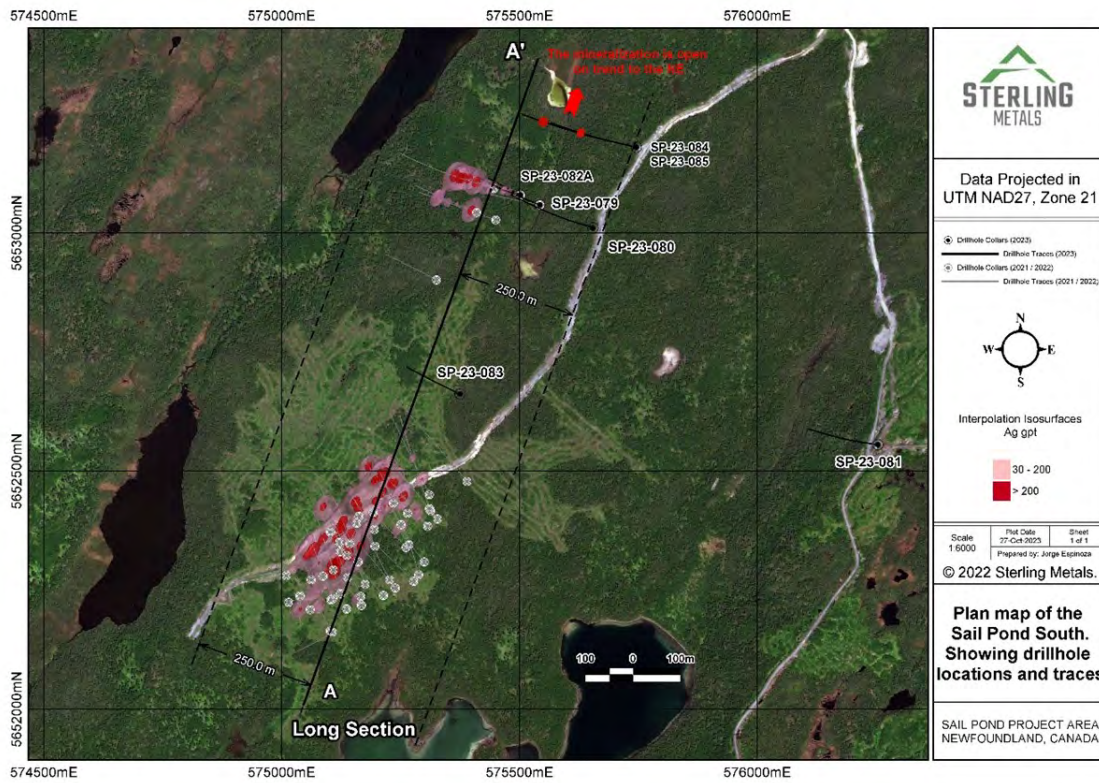 574500mE 575000mE 575500mE 576000mE
5653000mN
5652500mN
5652000mN
A'
The mineralization is open
on trend to the NE
SP-23-084
SP-23-085
SP-23-082A
SP-23-079
SP-23-080
250.0 m
SP-23-083
SP-23-081
250.0 m
A
Long Section
100 0 100m
574500mE 575000mE 575500mE 576000mE
STERLING
METALS
Data Projected in
UTM NAD27, Zone 21
Drillhole Collars (2023)
Drillhole Traces (2023)
Drillhole Collars (2021 / 2022)
Drillhole Traces (2021 / 2022)
N
W E
S
Interpolation Isosurfaces
Ag gpt
30 - 200
> 200
Scale
1:6000
Plot Date
27-Oct-2023
Sheet
1 of 1
Prepared by: Jorge Espinoza
© 2022 Sterling Metals.
Plan map of the
Sail Pond South.
Showing drillhole
locations and traces
SAIL POND PROJECT AREA
NEWFOUNDLAND, CANADA